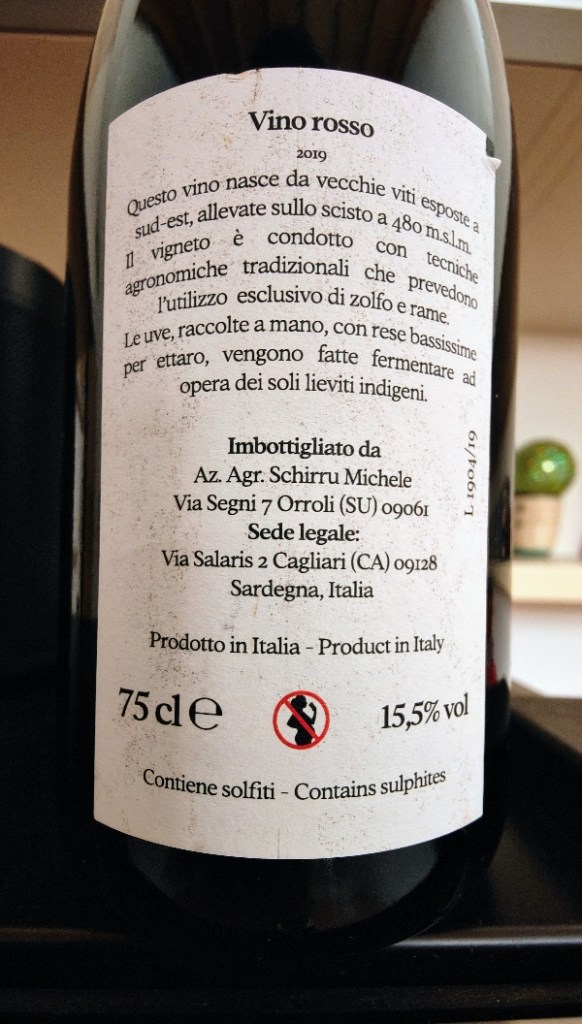 Vino rosso
2019
Questo vino nasce da vecchie viti esposte a
sud-est, allevate sullo scisto a 480 m.s.l.m.
Il vigneto è condotto con tecniche
agronomiche tradizionali che prevedono
l'utilizzo esclusivo di zolfo e rame.
Le uve, raccolte a mano, con rese bassissime
per ettaro, vengono fatte fermentare ad
opera dei soli lieviti indigeni.
Imbottigliato da
Az. Agr. Schirru Michele
Via Segni 7 Orroli (SU) 09061
Sede legale:
Via Salaris 2 Cagliari (CA) 09128
Sardegna, Italia
L 1904/19
Prodotto in Italia - Product in Italy
75 cl ℮
15,5% vol
Contiene solfiti - Contains sulphites